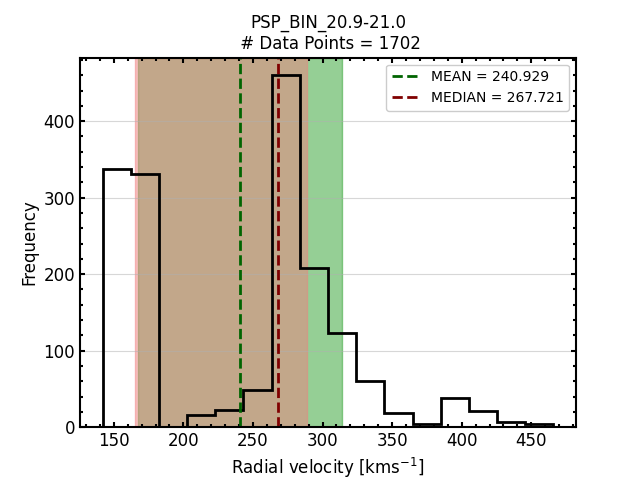 PSP_BIN_20.9-21.0
# Data Points = 1702
MEAN = 240.929
MEDIAN = 267.721
Frequency
400
300
200
100
0
150 200 250 300 350 400 450
Radial velocity [kms⁻¹]